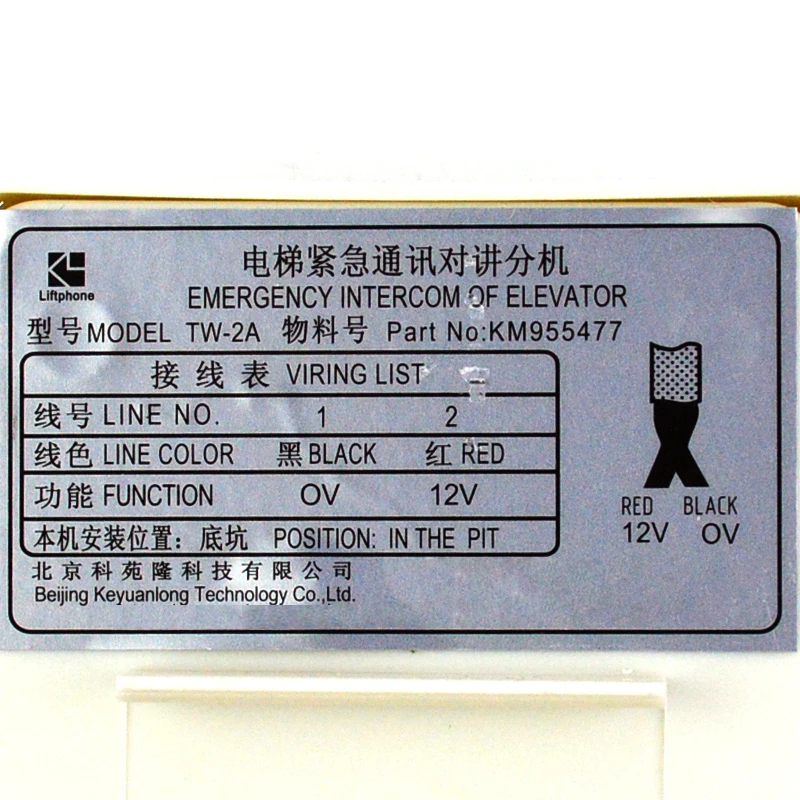 Liftphone
电梯紧急通讯对讲分机
EMERGENCY INTERCOM OF ELEVATOR
型号MODEL TW-2A 物料号 Part No:KM955477
接线表 VIRING LIST
线号 LINE NO. 1 2
线色 LINE COLOR 黑 BLACK 红 RED
功能 FUNCTION OV 12V
本机安装位置：底坑 POSITION: IN THE PIT
RED BLACK
12V OV
北京科苑隆科技有限公司
Beijing Keyuanlong Technology Co.,Ltd.